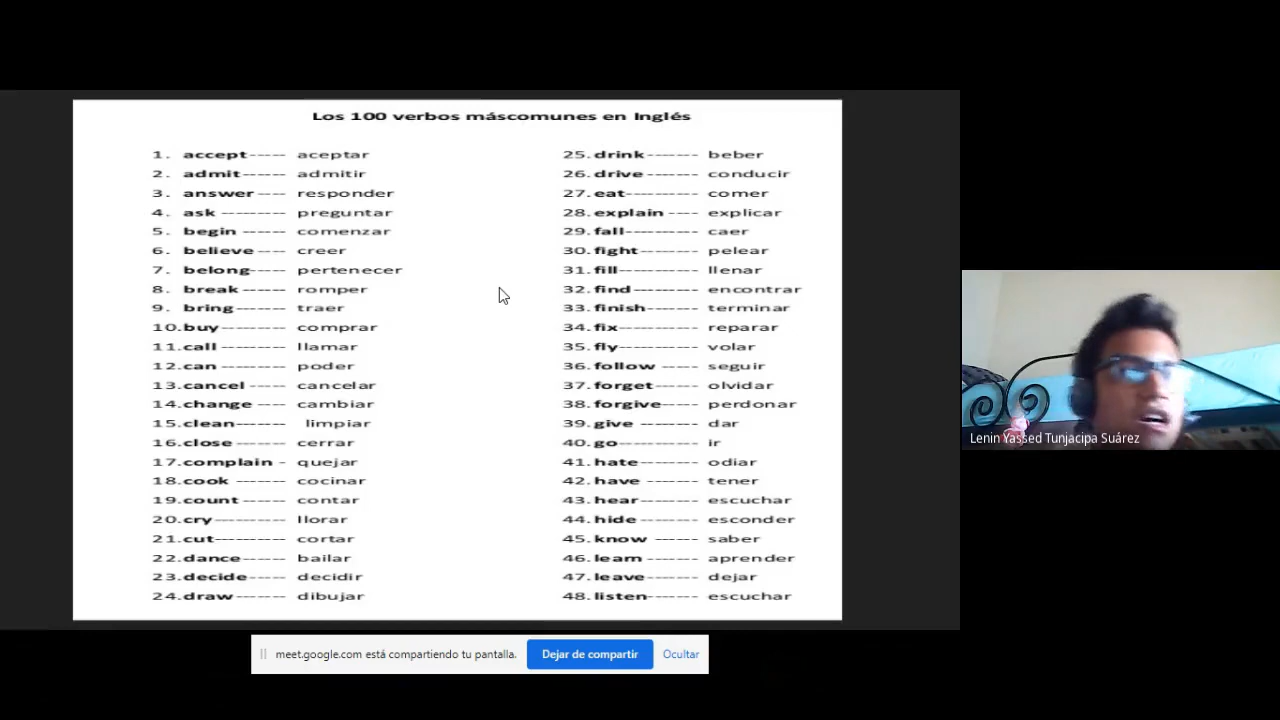 Los 100 verbos máscomunes en Inglés
1. accept----- aceptar
2. admit------ admitir
3. answer ---- responder
4. ask --------- preguntar
5. begin ------ comenzar
6. believe ---- creer
7. belong----- pertenecer
8. break ------ romper
9. bring------- traer
10.buy--------- comprar
11.call --------- llamar
12.can --------- poder
13.cancel ----- cancelar
14.change ---- cambiar
15.clean------- limpiar
16.close ------- cerrar
17.complain - quejar
18.cook ------- cocinar
19.count ------ contar
20.cry---------- llorar
21.cut---------- cortar
22.dance------ bailar
23.decide----- decidir
24.draw------- dibujar
25. drink------- beber
26. drive ------- conducir
27. eat---------- comer
28. explain ---- explicar
29. fall---------- caer
30. fight-------- pelear
31. fill----------- llenar
32. find --------- encontrar
33. finish------- terminar
34. fix----------- reparar
35. fly----------- volar
36. follow ----- seguir
37. forget------ olvidar
38. forgive----- perdonar
39. give -------- dar
40. go----------- ir
41. hate-------- odiar
42. have ------- tener
43. hear-------- escuchar
44. hide -------- esconder
45. know ------ saber
46. learn ------- aprender
47. leave------- dejar
48. listen------- escuchar
Lenin Yassed Tunjacipa Suárez
meet.google.com está compartiendo tu pantalla.
Dejar de compartir
Ocultar